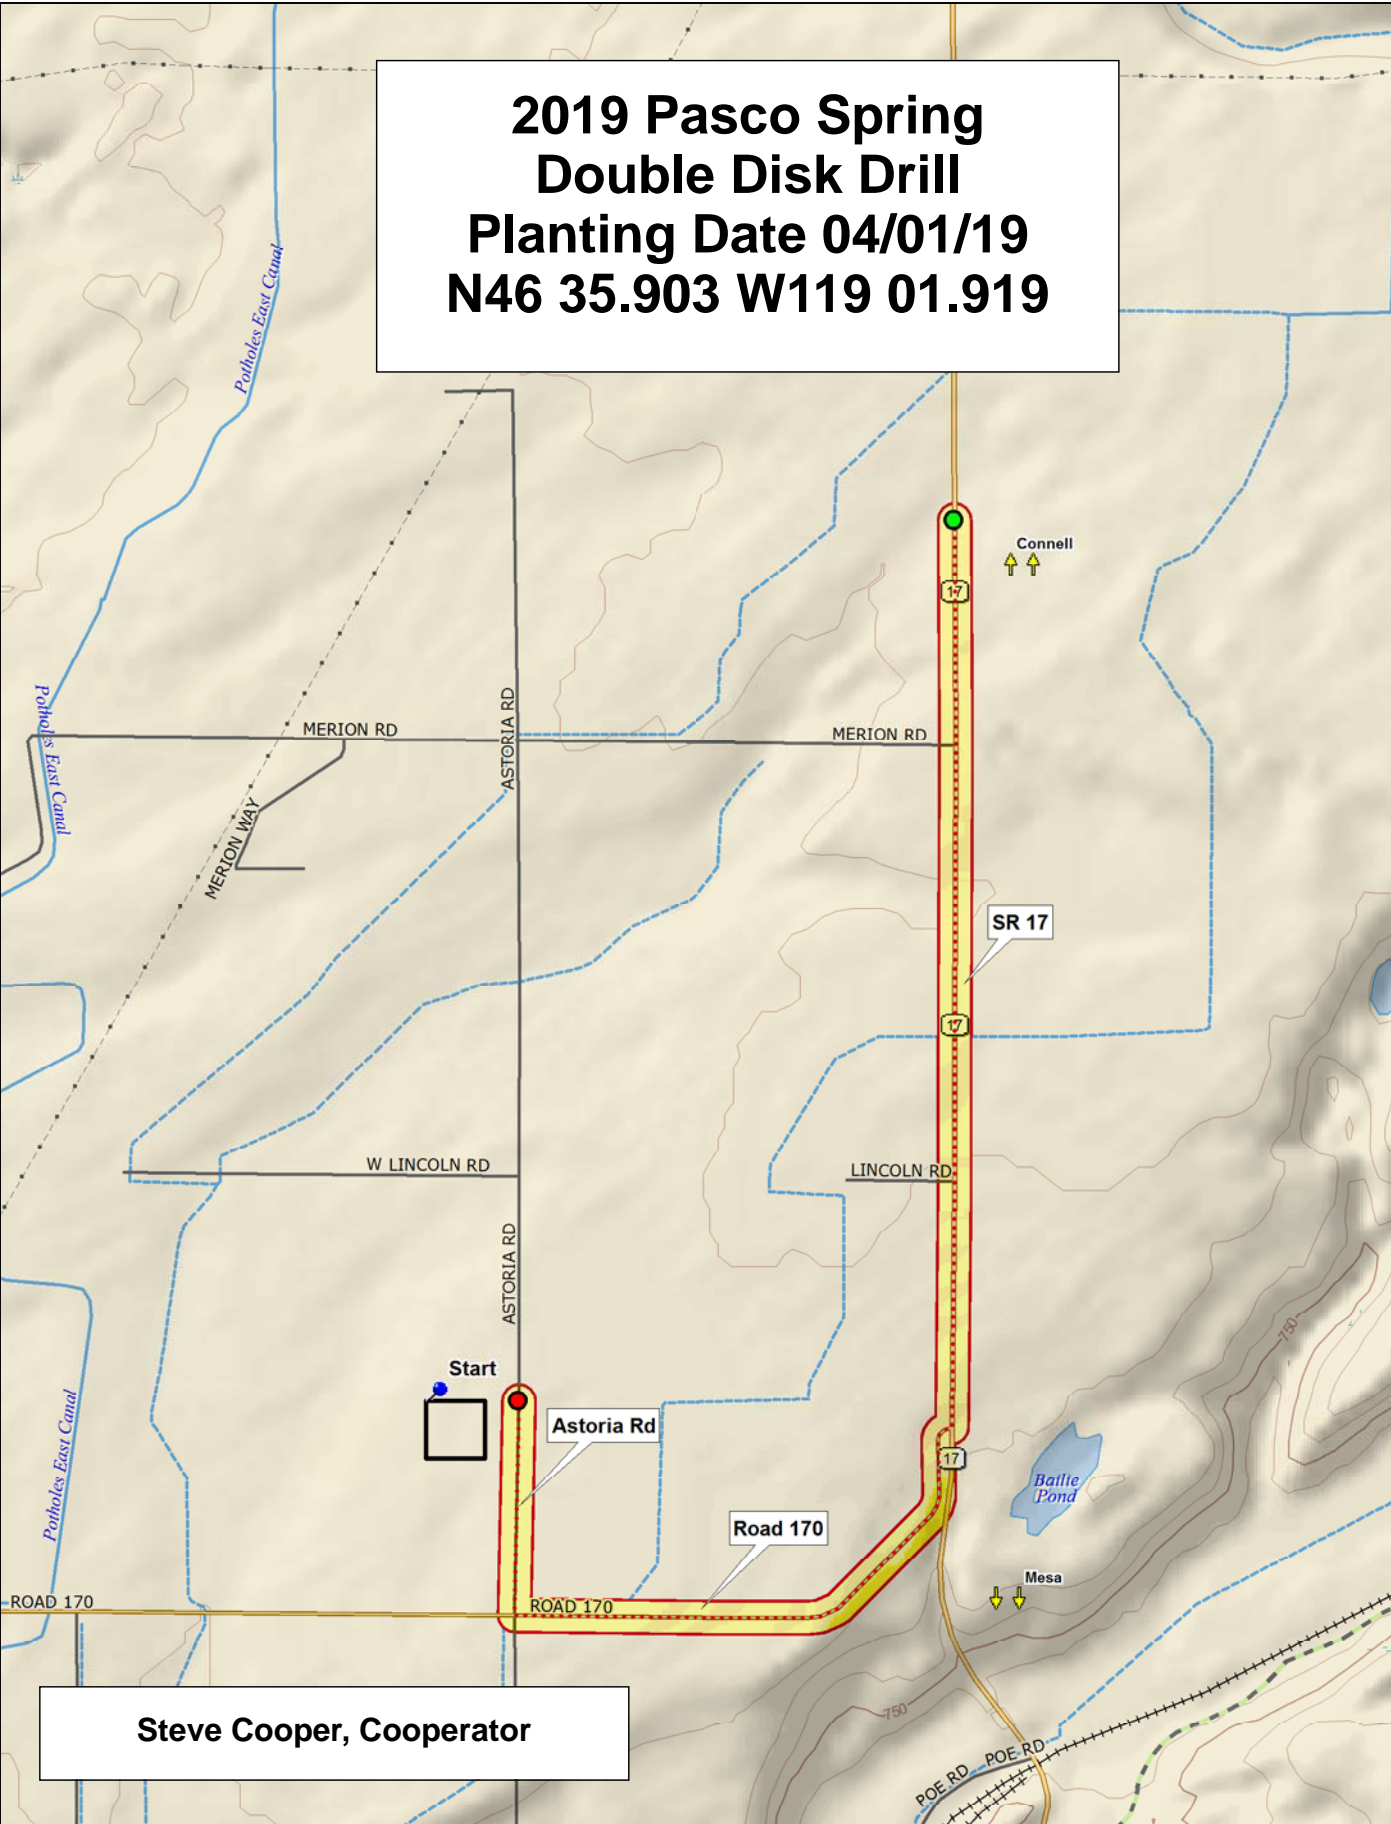 2019 Pasco Spring
Double Disk Drill
Planting Date 04/01/19
N46 35.903 W119 01.919
Potholes East Canal
Connell
17
Potholes East Canal
ASTORIA RD
MERION RD
MERION RD
MERION WAY
SR 17
17
W LINCOLN RD
LINCOLN RD
ASTORIA RD
750
Start
Astoria Rd
Potholes East Canal
17
Bailie
Pond
Road 170
Mesa
ROAD 170
ROAD 170
750
Steve Cooper, Cooperator
POE RD
POE RD